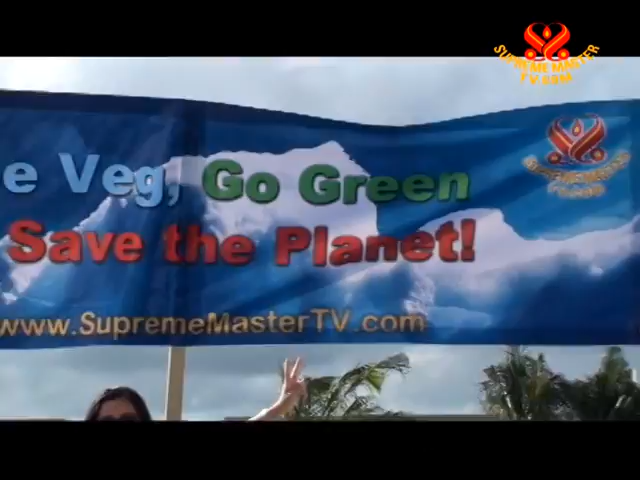 SUPREME MASTER
TV.COM
e Veg, Go Green
Save the Planet!
www.SupremeMasterTV.com